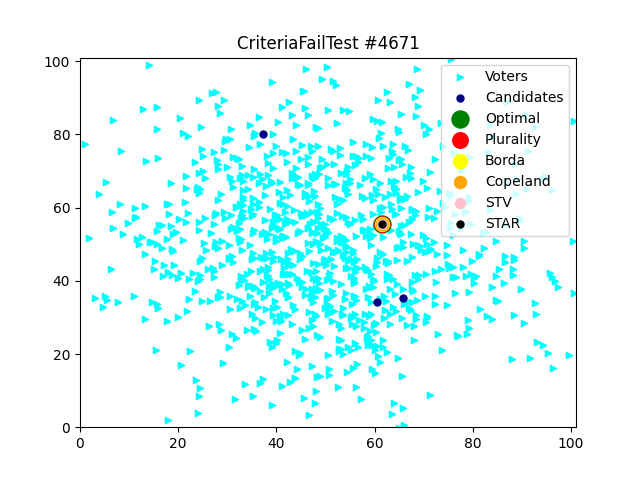 CriteriaFailTest #4671
100
80
60
40
20
0
0 20 40 60 80 100
Voters
Candidates
Optimal
Plurality
Borda
Copeland
STV
STAR